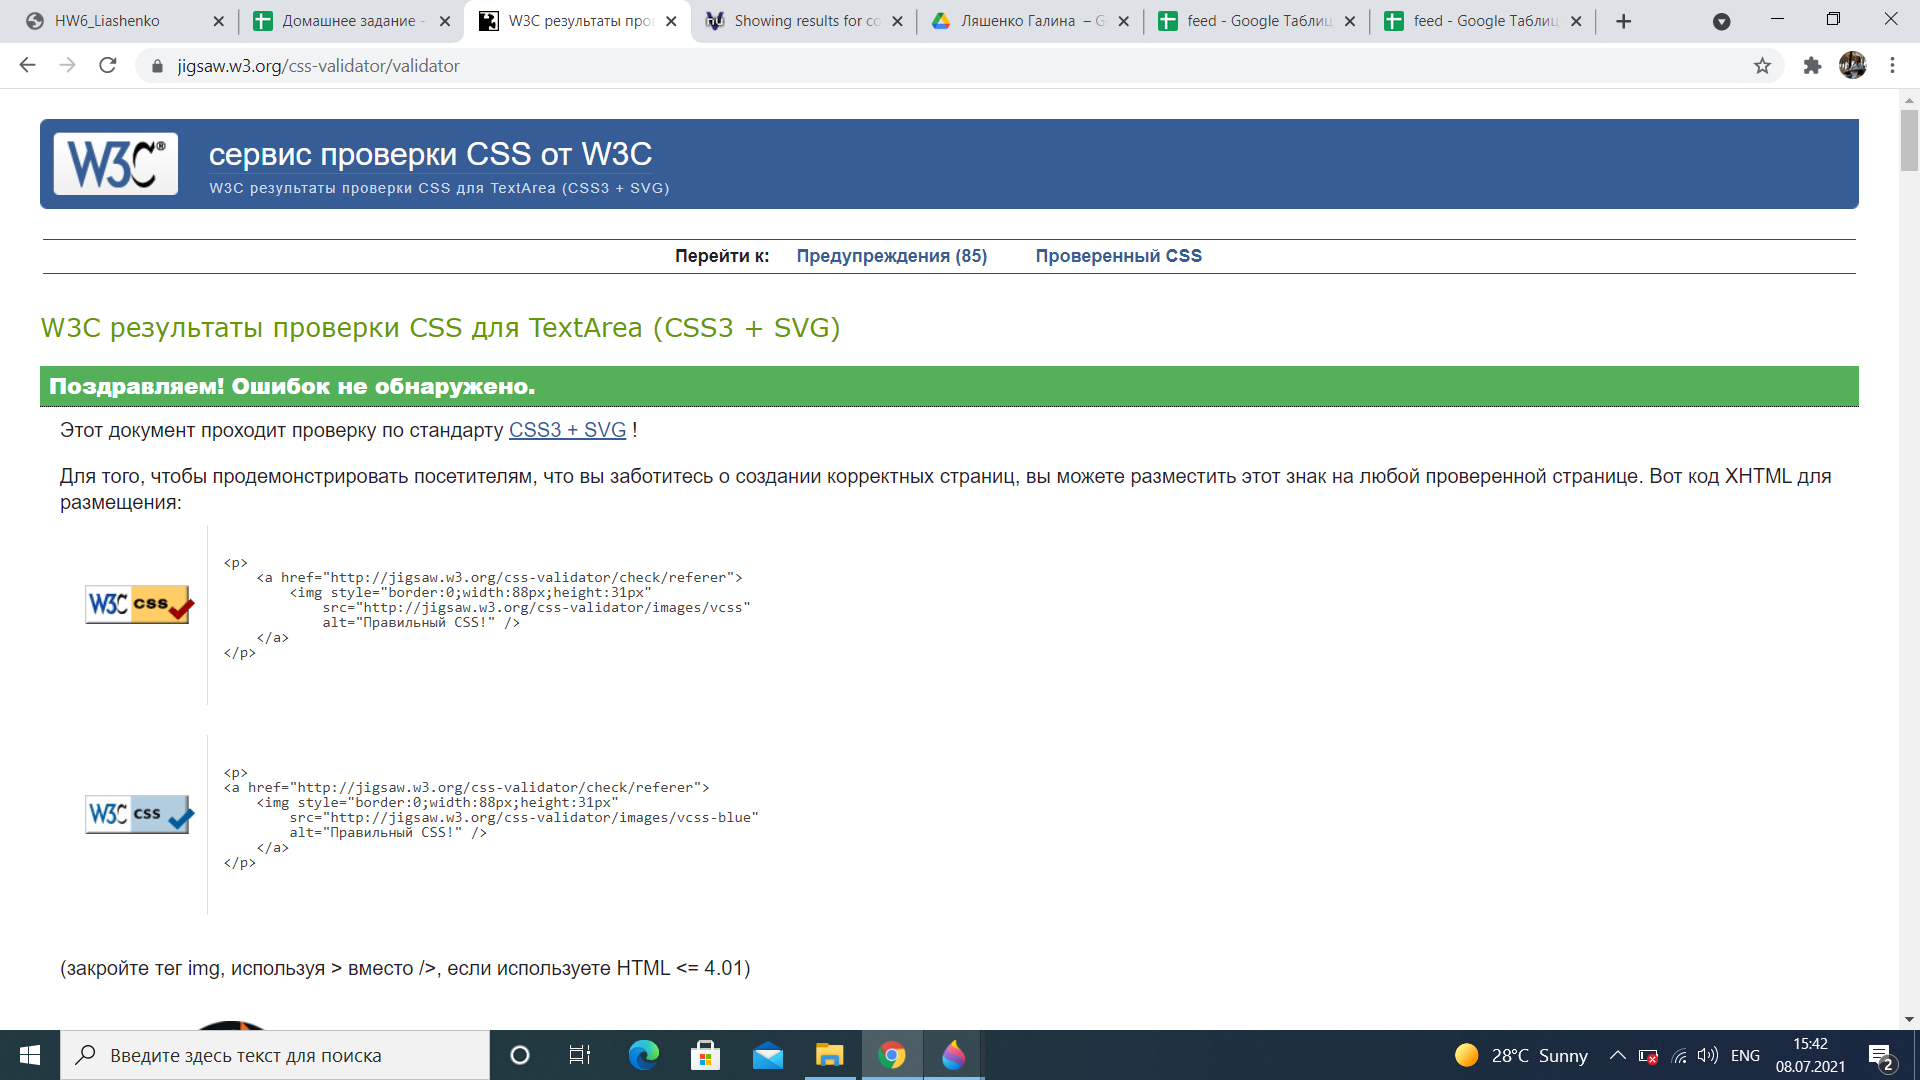 HW6_Liashenko
Домашнее задание -
W3C результаты про
Showing results for co
Ляшенко Галина – G
feed - Google Таблиц
feed - Google Таблиц
jigsaw.w3.org/css-validator/validator
W3C®
сервис проверки CSS от W3C
W3C результаты проверки CSS для TextArea (CSS3 + SVG)
Перейти к: Предупреждения (85) Проверенный CSS
W3C результаты проверки CSS для TextArea (CSS3 + SVG)
Поздравляем! Ошибок не обнаружено.
Этот документ проходит проверку по стандарту CSS3 + SVG !
Для того, чтобы продемонстрировать посетителям, что вы заботитесь о создании корректных страниц, вы можете разместить этот знак на любой проверенной странице. Вот код XHTML для
размещения:
W3C css
<p>
<a href="http://jigsaw.w3.org/css-validator/check/referer">
<img style="border:0;width:88px;height:31px"
src="http://jigsaw.w3.org/css-validator/images/vcss"
alt="Правильный CSS!" />
</a>
</p>
W3C css
<p>
<a href="http://jigsaw.w3.org/css-validator/check/referer">
<img style="border:0;width:88px;height:31px"
src="http://jigsaw.w3.org/css-validator/images/vcss-blue"
alt="Правильный CSS!" />
</a>
</p>
(закройте тег img, используя > вместо />, если используете HTML <= 4.01)
Введите здесь текст для поиска
28°C Sunny
ENG
15:42
08.07.2021
2